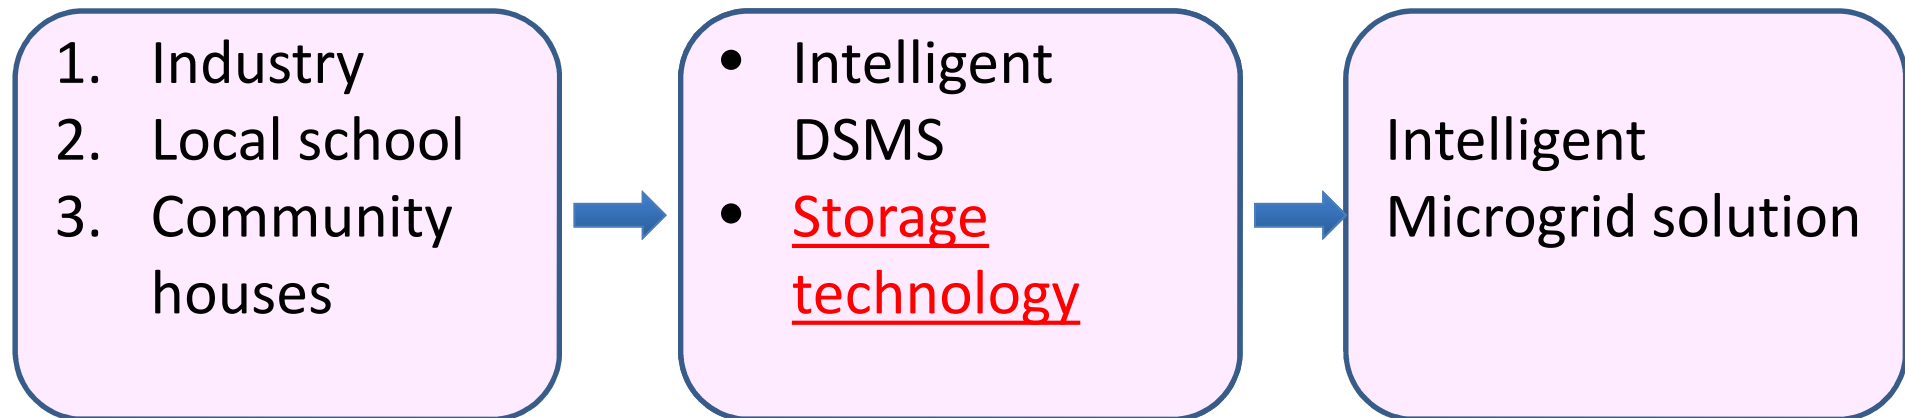 1. Industry
2. Local school
3. Community
houses
• Intelligent
DSMS
• Storage
technology
Intelligent
Microgrid solution